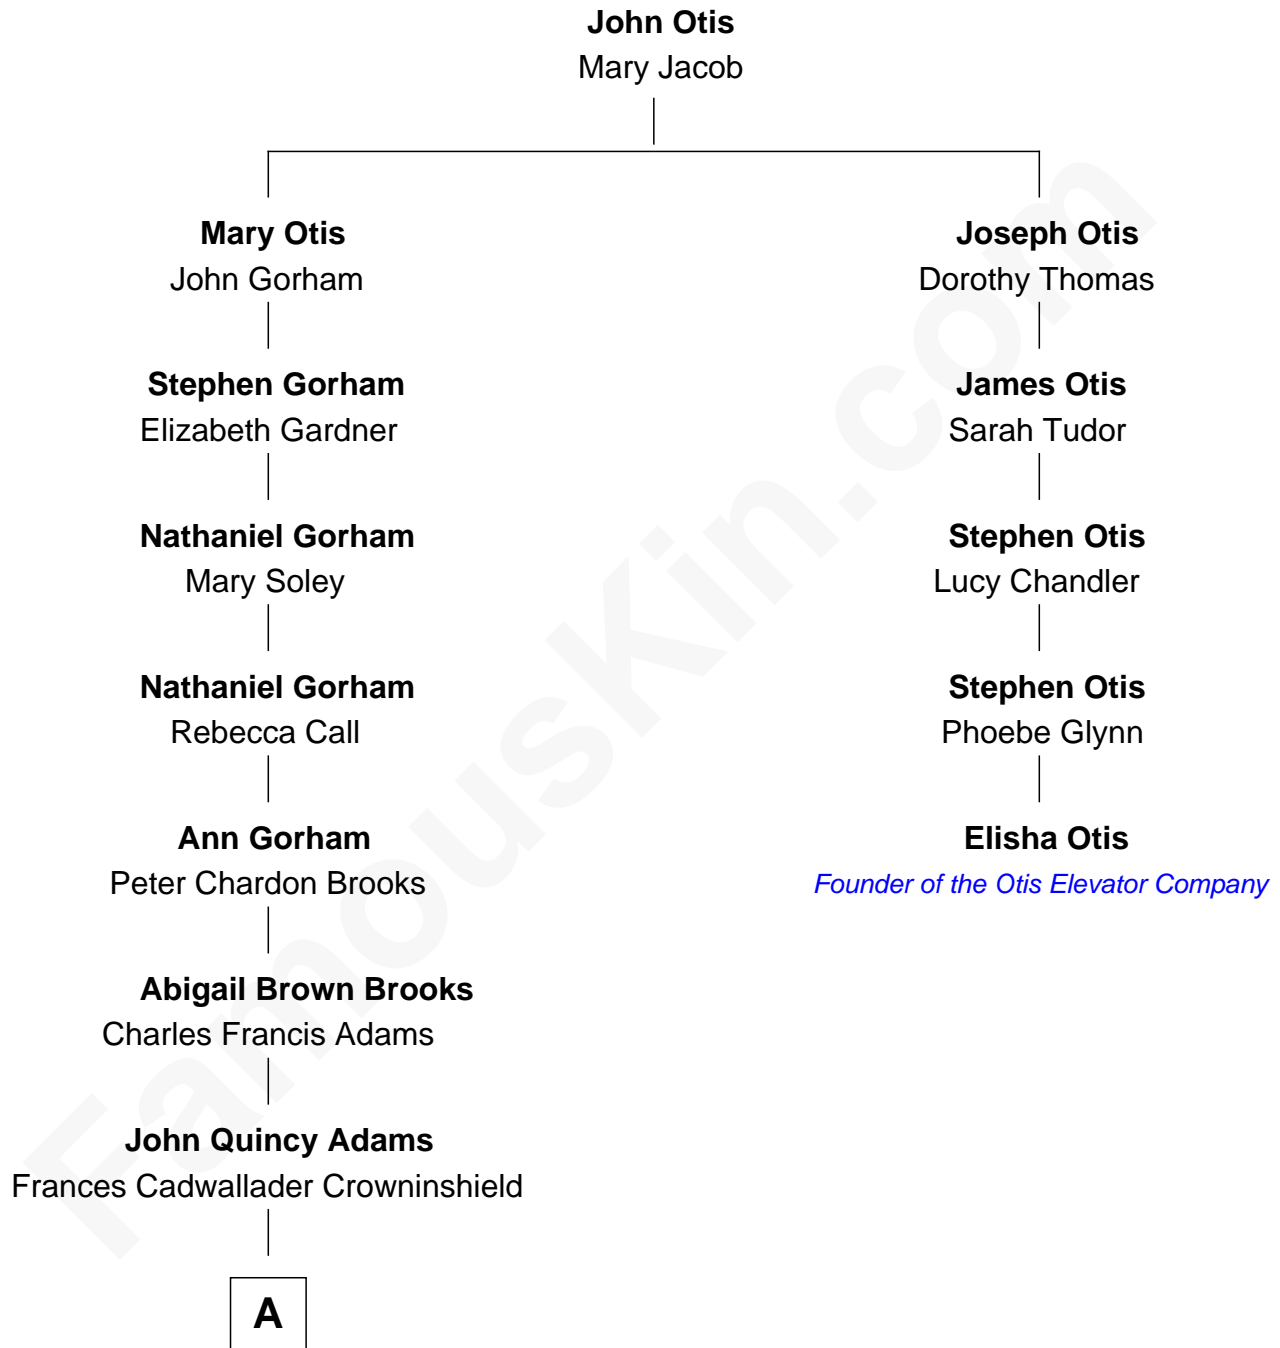 John Otis
Mary Jacob
Mary Otis
John Gorham
Stephen Gorham
Elizabeth Gardner
Nathaniel Gorham
Mary Soley
Nathaniel Gorham
Rebecca Call
Ann Gorham
Peter Chardon Brooks
Abigail Brown Brooks
Charles Francis Adams
John Quincy Adams
Frances Cadwallader Crowninshield
A
Joseph Otis
Dorothy Thomas
James Otis
Sarah Tudor
Stephen Otis
Lucy Chandler
Stephen Otis
Phoebe Glynn
Elisha Otis
Founder of the Otis Elevator Company
FamousKin.com